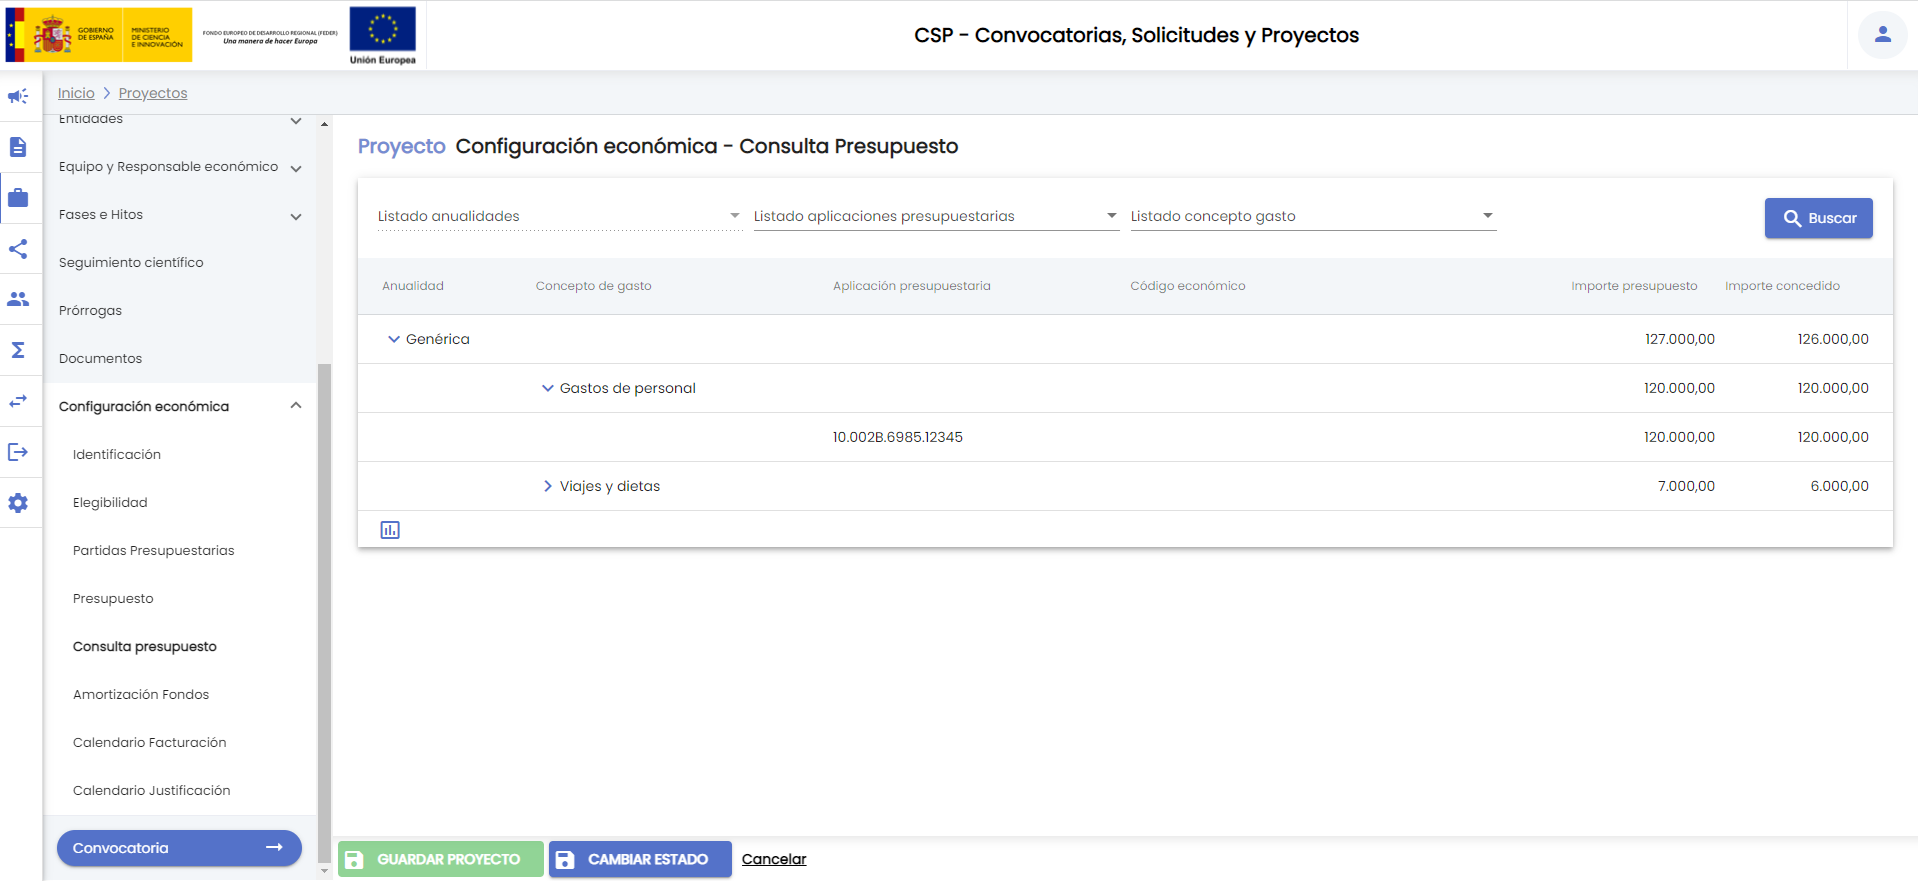 GOBIERNO
DE ESPAÑA
MINISTERIO
DE CIENCIA
E INNOVACIÓN
FONDO EUROPEO DE DESARROLLO REGIONAL (FEDER)
Una manera de hacer Europa
Unión Europea
CSP - Convocatorias, Solicitudes y Proyectos
Inicio Proyectos
Entidades
Equipo y Responsable económico
Fases e Hitos
Seguimiento científico
Prórrogas
Documentos
Configuración económica
Identificación
Elegibilidad
Partidas Presupuestarias
Presupuesto
Consulta presupuesto
Amortización Fondos
Calendario Facturación
Calendario Justificación
Convocatoria
Proyecto Configuración económica - Consulta Presupuesto
Listado anualidades Listado aplicaciones presupuestarias Listado concepto gasto Buscar
Anualidad Concepto de gasto Aplicación presupuestaria Código económico Importe presupuesto Importe concedido
Genérica 127.000,00 126.000,00
Gastos de personal 120.000,00 120.000,00
10.002B.6985.12345 120.000,00 120.000,00
Viajes y dietas 7.000,00 6.000,00
GUARDAR PROYECTO CAMBIAR ESTADO Cancelar